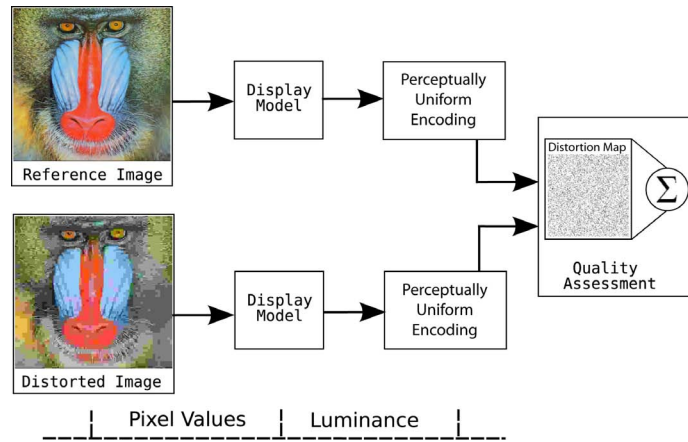 Reference Image
Display
Model
Perceptually
Uniform
Encoding
Distortion Map
Σ
Quality
Assessment
Distorted Image
Display
Model
Perceptually
Uniform
Encoding
Pixel Values
Luminance